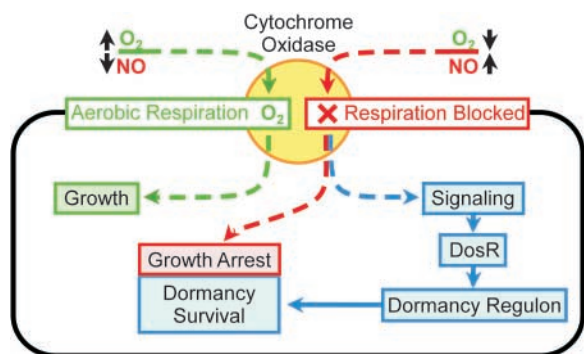 Cytochrome
Oxidase
O₂
NO
O₂
NO
Aerobic Respiration O₂
Respiration Blocked
Growth
Signaling
DosR
Growth Arrest
Dormancy
Survival
Dormancy Regulon